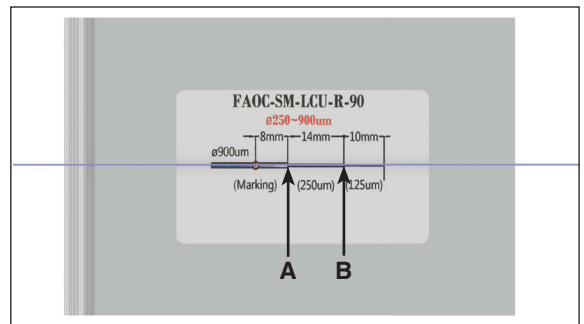 FAOC-SM-LCU-R-90
ø250~900um
8mm 14mm 10mm
ø900um
(Marking) (250um) (125um)
A B